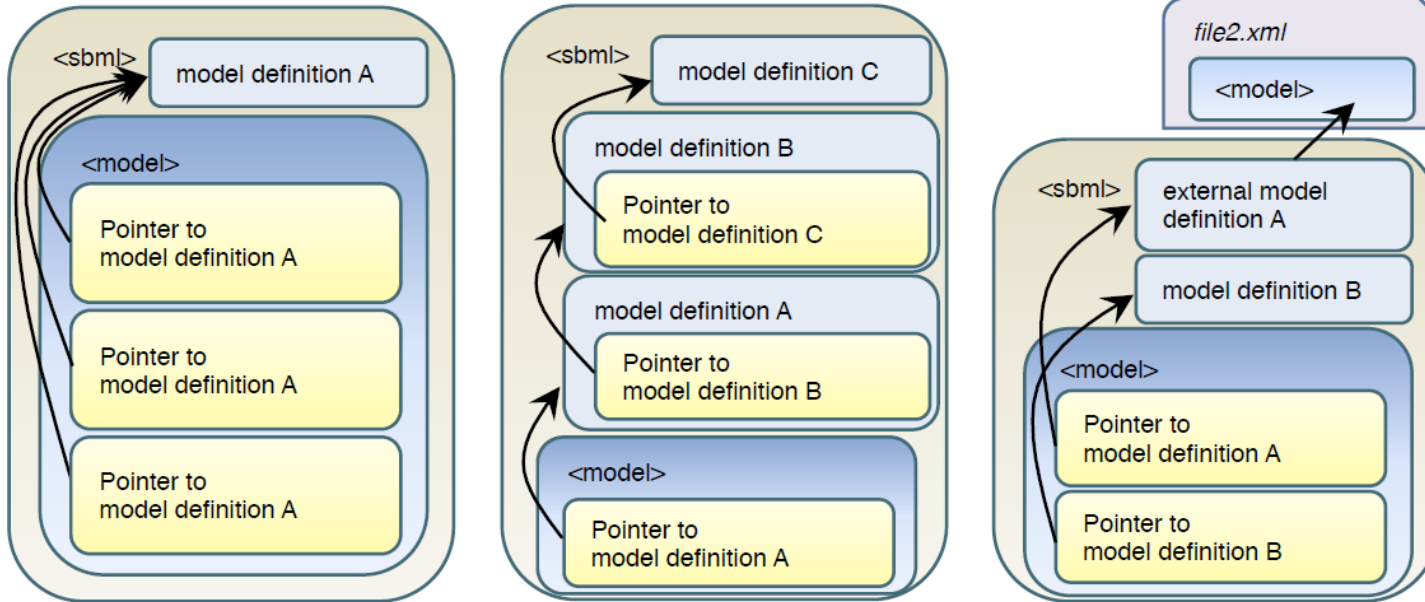 <sbml>
model definition A
<model>
Pointer to
model definition A
Pointer to
model definition A
Pointer to
model definition A
<sbml>
model definition C
model definition B
Pointer to
model definition C
model definition A
Pointer to
model definition B
<model>
Pointer to
model definition A
file2.xml
<model>
<sbml>
external model
definition A
model definition B
<model>
Pointer to
model definition A
Pointer to
model definition B